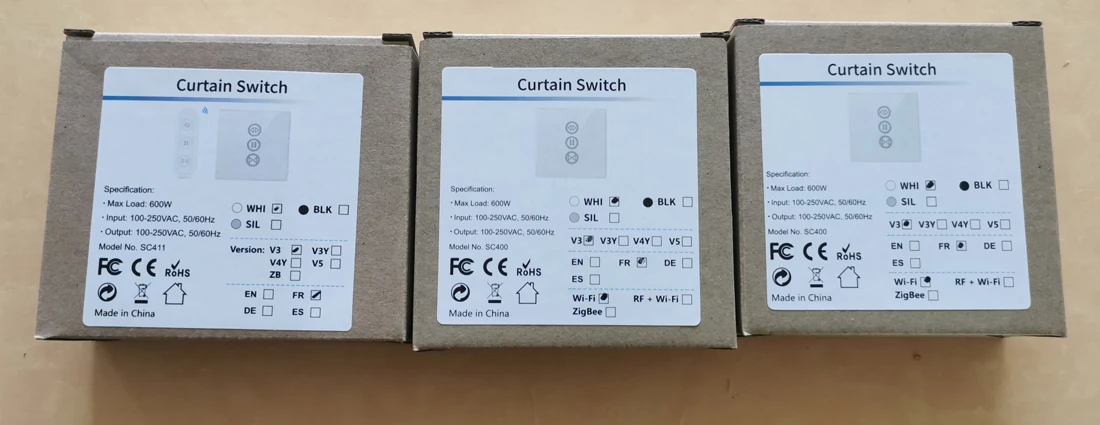 Curtain Switch
Specification:
· Max Load: 600W
· Input: 100-250VAC, 50/60Hz
· Output: 100-250VAC, 50/60Hz
Model No. SC411
FC CE RoHS
Made in China
WHI BLK
SIL
Version: V3 V3Y
V4Y V5
ZB
EN FR
DE ES
Curtain Switch
Specification:
· Max Load: 600W
· Input: 100-250VAC, 50/60Hz
· Output: 100-250VAC, 50/60Hz
Model No. SC400
FC CE RoHS
Made in China
WHI BLK
SIL
V3 V3Y V4Y V5
EN FR DE
ES
Wi-Fi RF + Wi-Fi
ZigBee
Curtain Switch
Specification:
· Max Load: 600W
· Input: 100-250VAC, 50/60Hz
· Output: 100-250VAC, 50/60Hz
Model No. SC400
FC CE RoHS
Made in China
WHI BLK
SIL
V3 V3Y V4Y V5
EN FR DE
ES
Wi-Fi RF + Wi-Fi
ZigBee